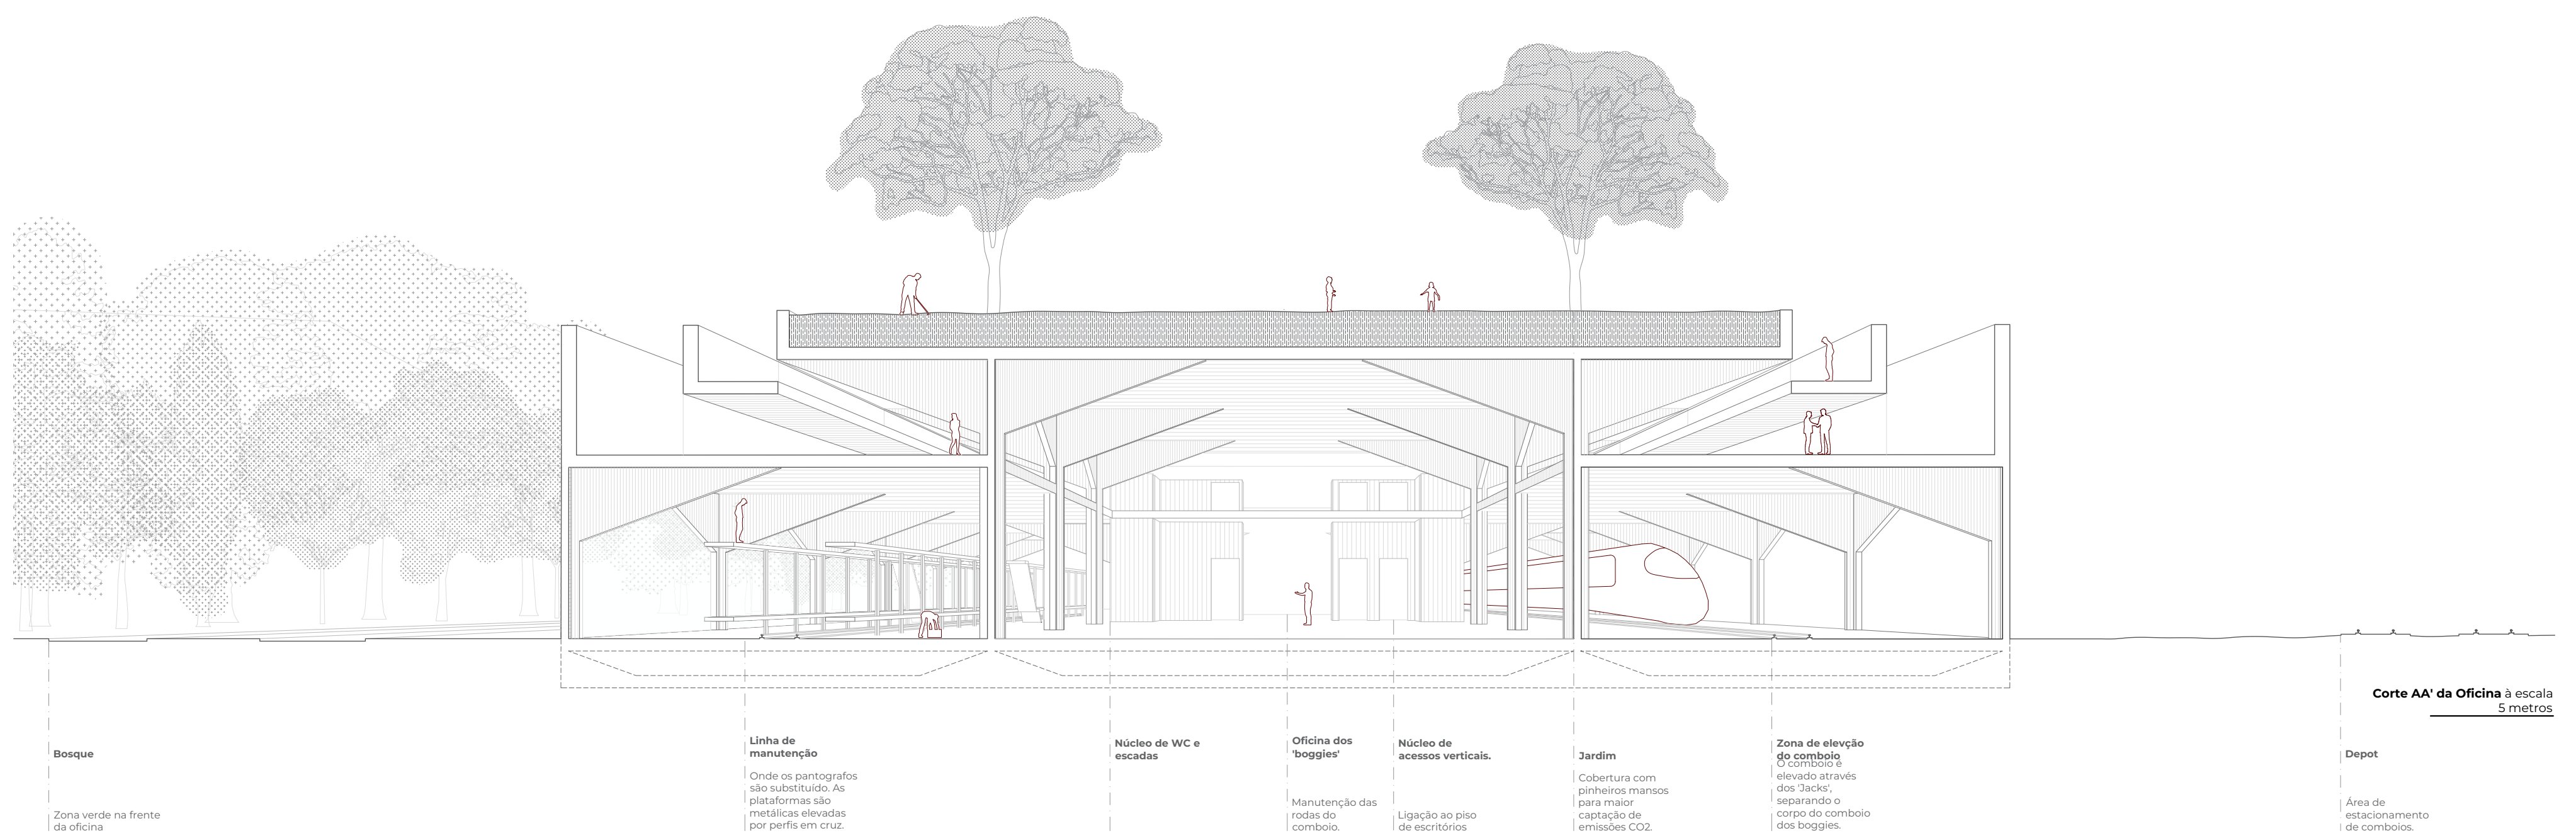 Corte AA' da Oficina à escala
5 metros
Bosque
Zona verde na frente
da oficina
Linha de
manutenção
Onde os pantografos
são substituído. As
plataformas são
metálicas elevadas
por perfis em cruz.
Núcleo de WC e
escadas
Oficina dos
'boggies'
Manutenção das
rodas do
comboio.
Núcleo de
acessos verticais.
Ligação ao piso
de escritórios
Jardim
Cobertura com
pinheiros mansos
para maior
captação de
emissões CO2.
Zona de elevção
do comboio
O comboio é
elevado através
dos 'Jacks',
separando o
corpo do comboio
dos boggies.
Depot
Área de
estacionamento
de comboios.